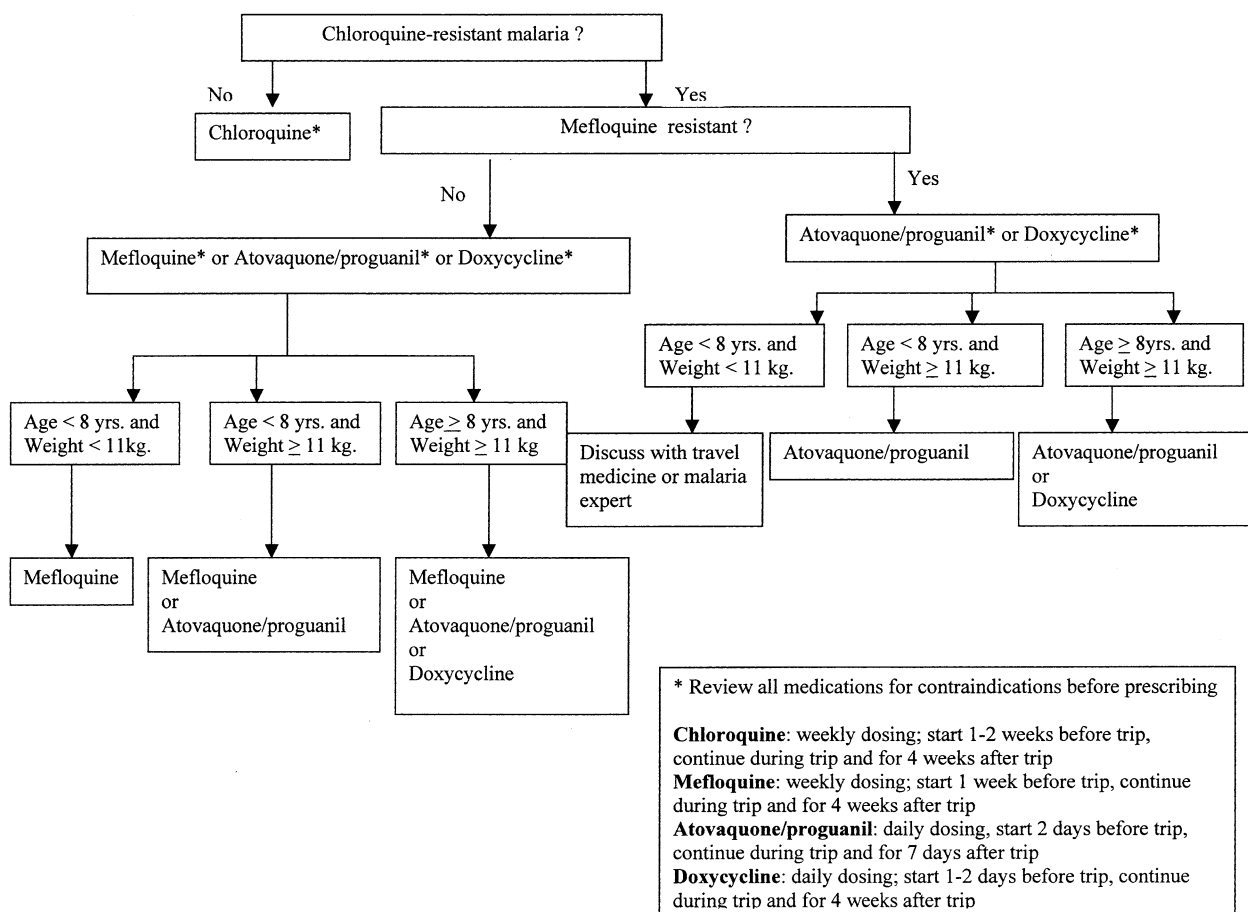 Chloroquine-resistant malaria ?
No
Yes
Chloroquine*
Mefloquine resistant ?
No
Yes
Mefloquine* or Atovaquone/proguanil* or Doxycycline*
Atovaquone/proguanil* or Doxycycline*
Age < 8 yrs. and
Weight < 11 kg.
Age < 8 yrs. and
Weight ≥ 11 kg.
Age ≥ 8yrs. and
Weight ≥ 11 kg.
Age < 8 yrs. and
Weight < 11kg.
Age < 8 yrs. and
Weight ≥ 11 kg.
Age ≥ 8 yrs. and
Weight ≥ 11 kg
Discuss with travel
medicine or malaria
expert
Atovaquone/proguanil
Atovaquone/proguanil
or
Doxycycline
Mefloquine
Mefloquine
or
Atovaquone/proguanil
Mefloquine
or
Atovaquone/proguanil
or
Doxycycline
* Review all medications for contraindications before prescribing
Chloroquine: weekly dosing; start 1-2 weeks before trip,
continue during trip and for 4 weeks after trip
Mefloquine: weekly dosing; start 1 week before trip, continue
during trip and for 4 weeks after trip
Atovaquone/proguanil: daily dosing, start 2 days before trip,
continue during trip and for 7 days after trip
Doxycycline: daily dosing; start 1-2 days before trip, continue
during trip and for 4 weeks after trip